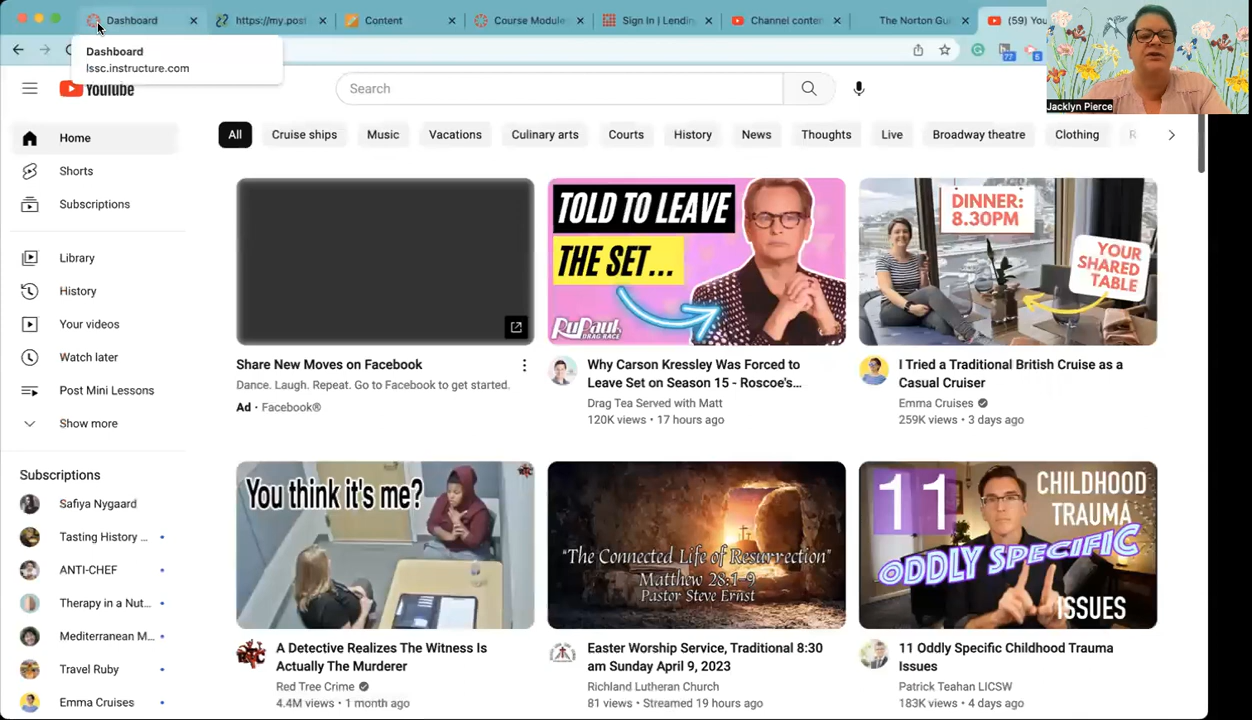 Dashboard
https://my.post
Content
Course Module
Sign In | Lendin
Channel conten
The Norton Gu
(59) You
Dashboard
lssc.instructure.com
77
5
YouTube
Search
Jacklyn Pierce
Home
Shorts
Subscriptions
Library
History
Your videos
Watch later
Post Mini Lessons
Show more
Subscriptions
Safiya Nygaard
Tasting History ...
ANTI-CHEF
Therapy in a Nut...
Mediterranean M...
Travel Ruby
Emma Cruises
All
Cruise ships
Music
Vacations
Culinary arts
Courts
History
News
Thoughts
Live
Broadway theatre
Clothing
R
Share New Moves on Facebook
Dance. Laugh. Repeat. Go to Facebook to get started.
Ad · Facebook®
TOLD TO LEAVE
THE SET...
RuPaul
DRAG RACE
Why Carson Kressley Was Forced to
Leave Set on Season 15 - Roscoe's...
Drag Tea Served with Matt
120K views · 17 hours ago
DINNER:
8.30PM
YOUR
SHARED
TABLE
I Tried a Traditional British Cruise as a
Casual Cruiser
Emma Cruises
259K views · 3 days ago
You think it's me?
A Detective Realizes The Witness Is
Actually The Murderer
Red Tree Crime
4.4M views · 1 month ago
"The Connected Life of Resurrection"
Matthew 28:1-9
Pastor Steve Ernst
Easter Worship Service, Traditional 8:30
am Sunday April 9, 2023
Richland Lutheran Church
81 views · Streamed 19 hours ago
11
CHILDHOOD
TRAUMA
ODDLY SPECIFIC
ISSUES
11 Oddly Specific Childhood Trauma
Issues
Patrick Teahan LICSW
183K views · 4 days ago